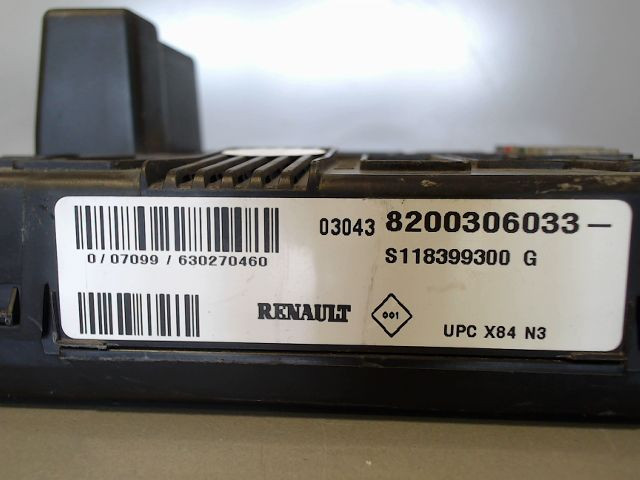 03043 8200306033-
S118399300 G
0/07099/630270460
RENAULT 001 UPC X84 N3